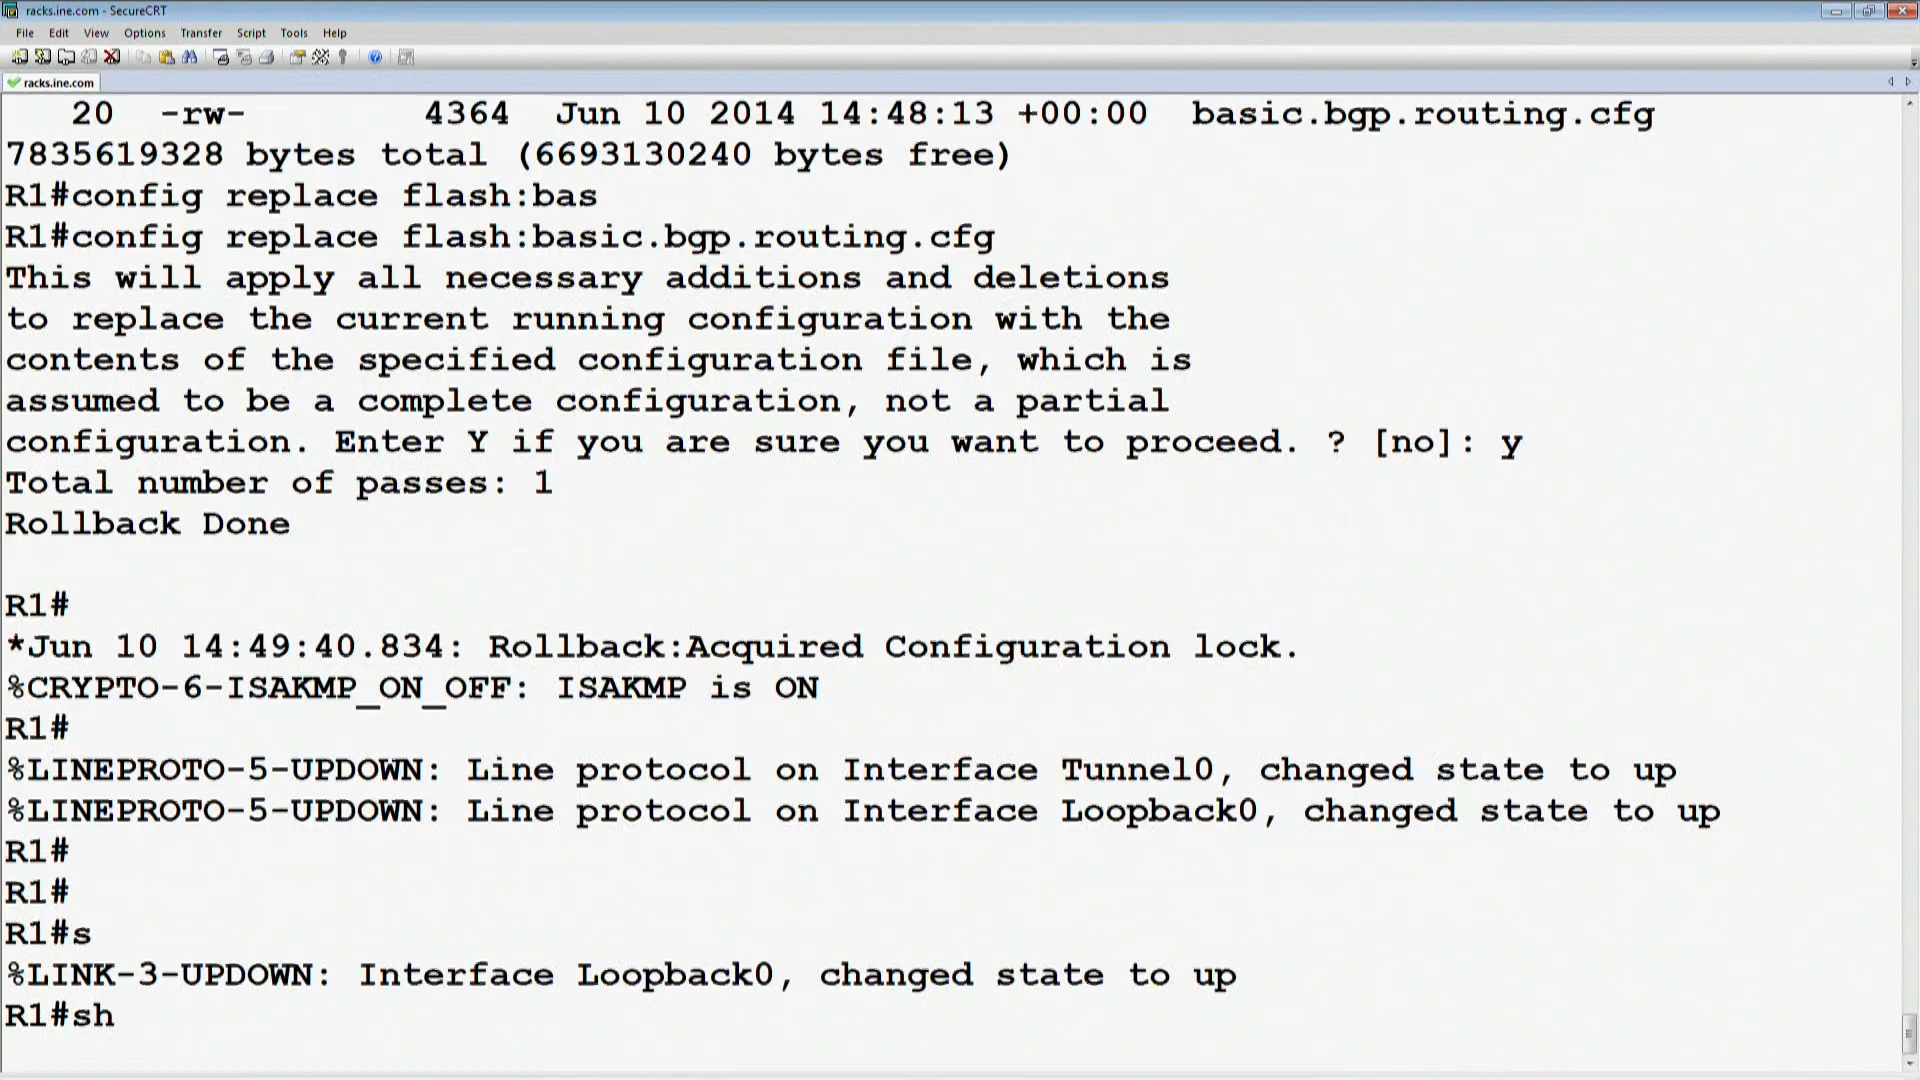 racks.ine.com - SecureCRT
File Edit View Options Transfer Script Tools Help
racks.ine.com
20 -rw- 4364 Jun 10 2014 14:48:13 +00:00 basic.bgp.routing.cfg
7835619328 bytes total (6693130240 bytes free)
R1#config replace flash:bas
R1#config replace flash:basic.bgp.routing.cfg
This will apply all necessary additions and deletions
to replace the current running configuration with the
contents of the specified configuration file, which is
assumed to be a complete configuration, not a partial
configuration. Enter Y if you are sure you want to proceed. ? [no]: y
Total number of passes: 1
Rollback Done
R1#
*Jun 10 14:49:40.834: Rollback:Acquired Configuration lock.
%CRYPTO-6-ISAKMP_ON_OFF: ISAKMP is ON
R1#
%LINEPROTO-5-UPDOWN: Line protocol on Interface Tunnel0, changed state to up
%LINEPROTO-5-UPDOWN: Line protocol on Interface Loopback0, changed state to up
R1#
R1#
R1#s
%LINK-3-UPDOWN: Interface Loopback0, changed state to up
R1#sh